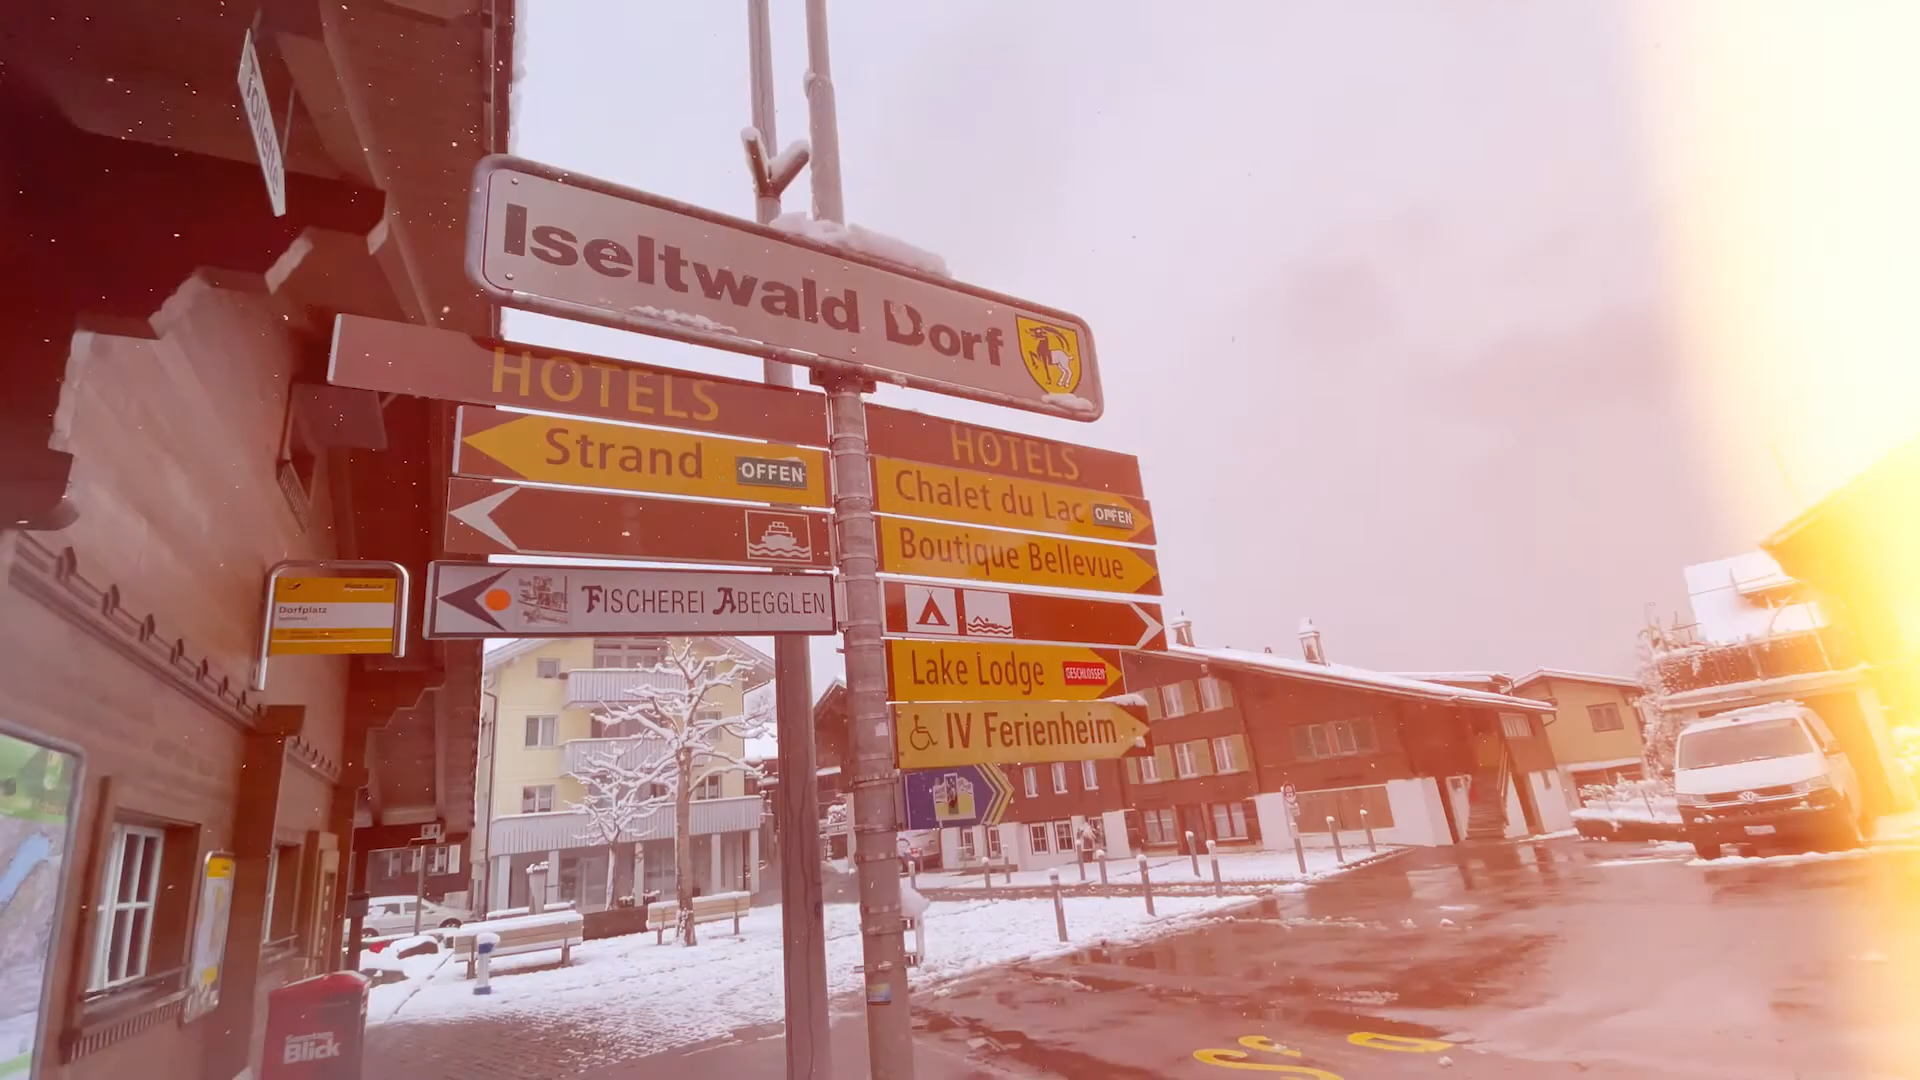 Toilette
Iseltwald Dorf
HOTELS
Strand OFFEN
FISCHEREI ABEGGLEN
HOTELS
Chalet du Lac OFFEN
Boutique Bellevue
Lake Lodge GESCHLOSSEN
IV Ferienheim
Dorfplatz
Blick